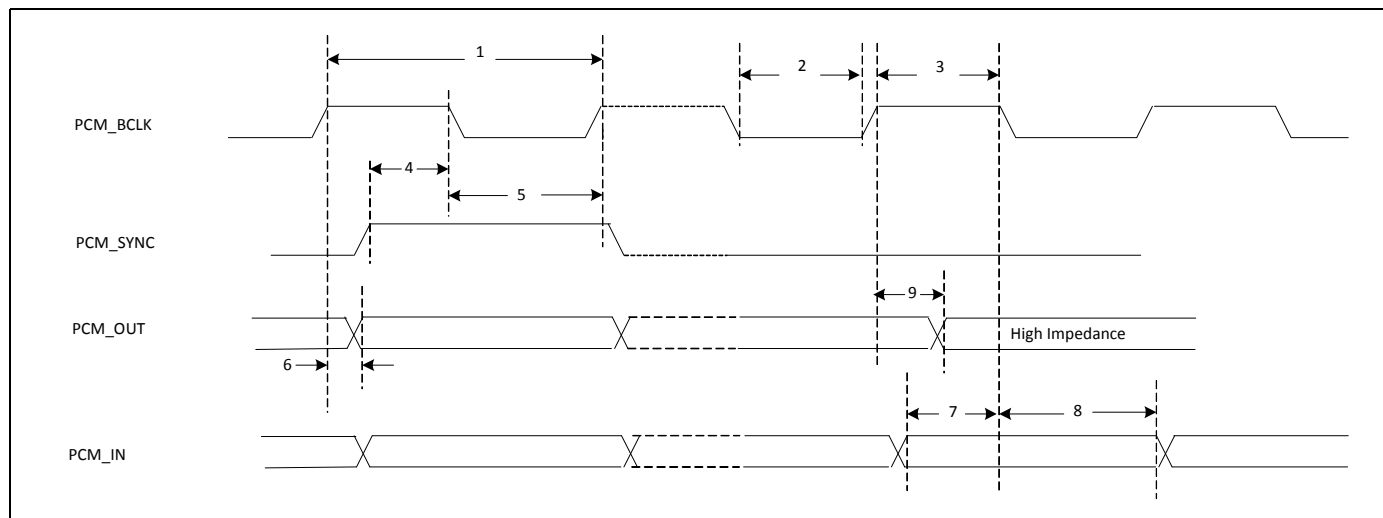 1
2
3
PCM_BCLK
4
5
PCM_SYNC
9
PCM_OUT
High Impedance
6
7
8
PCM_IN